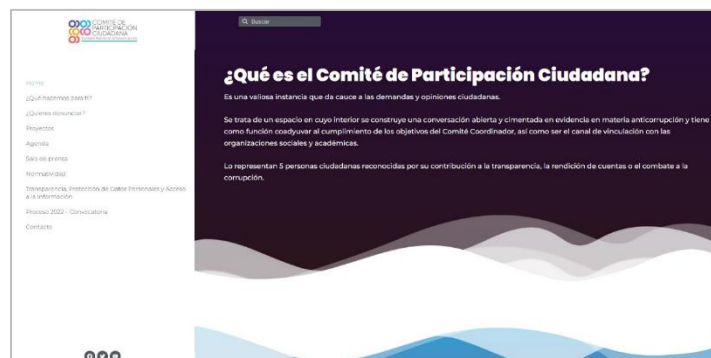 COMITÉ DE
PARTICIPACIÓN
CIUDADANA
Home
¿Qué hacemos para ti?
¿Quieres denunciar?
Proyectos
Agenda
Sala de prensa
Normatividad
Transparencia, Protección de Datos Personales y Acceso
a la Información
Proceso 2022 - Convocatoria
Contacto
Buscar
¿Qué es el Comité de Participación Ciudadana?
Es una valiosa instancia que da cauce a las demandas y opiniones ciudadanas.
Se trata de un espacio en cuyo interior se construye una conversación abierta y cimentada en evidencia en materia anticorrupción y tiene
como función coadyuvar al cumplimiento de los objetivos del Comité Coordinador, así como ser el canal de vinculación con las
organizaciones sociales y académicas.
Lo representan 5 personas ciudadanas reconocidas por su contribución a la transparencia, la rendición de cuentas o el combate a la
corrupción.